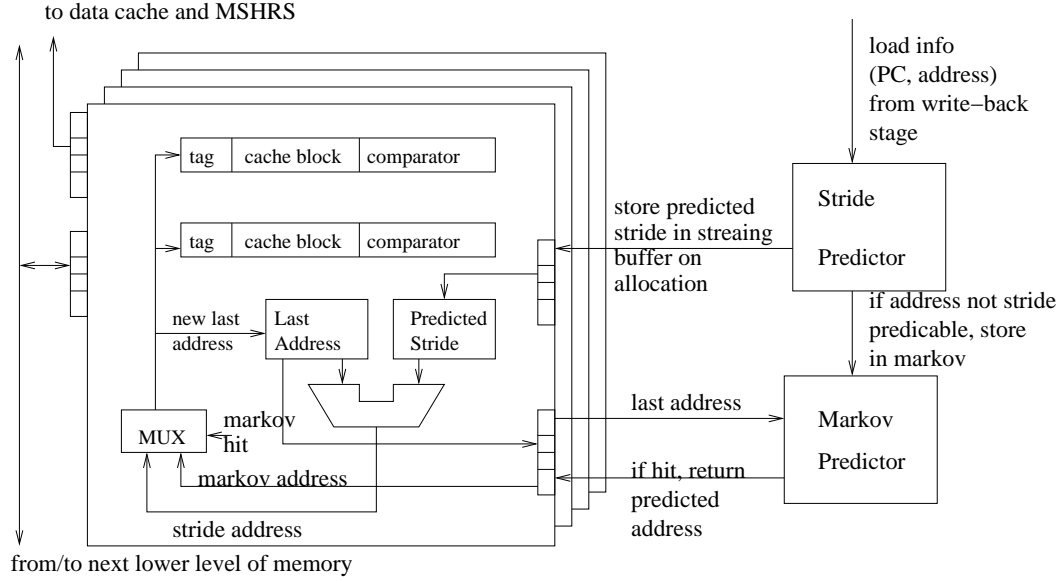 to data cache and MSHRS
load info
(PC, address)
from write−back
stage
tag
cache block
comparator
Stride
Predictor
store predicted
stride in streaing
buffer on
allocation
tag
cache block
comparator
if address not stride
predicable, store
in markov
new last
address
Last
Address
Predicted
Stride
last address
Markov
Predictor
MUX
markov
hit
markov address
if hit, return
predicted
address
stride address
from/to next lower level of memory